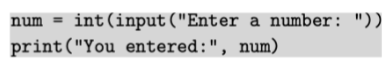 num = int(input("Enter a number: "))
print("You entered:", num)